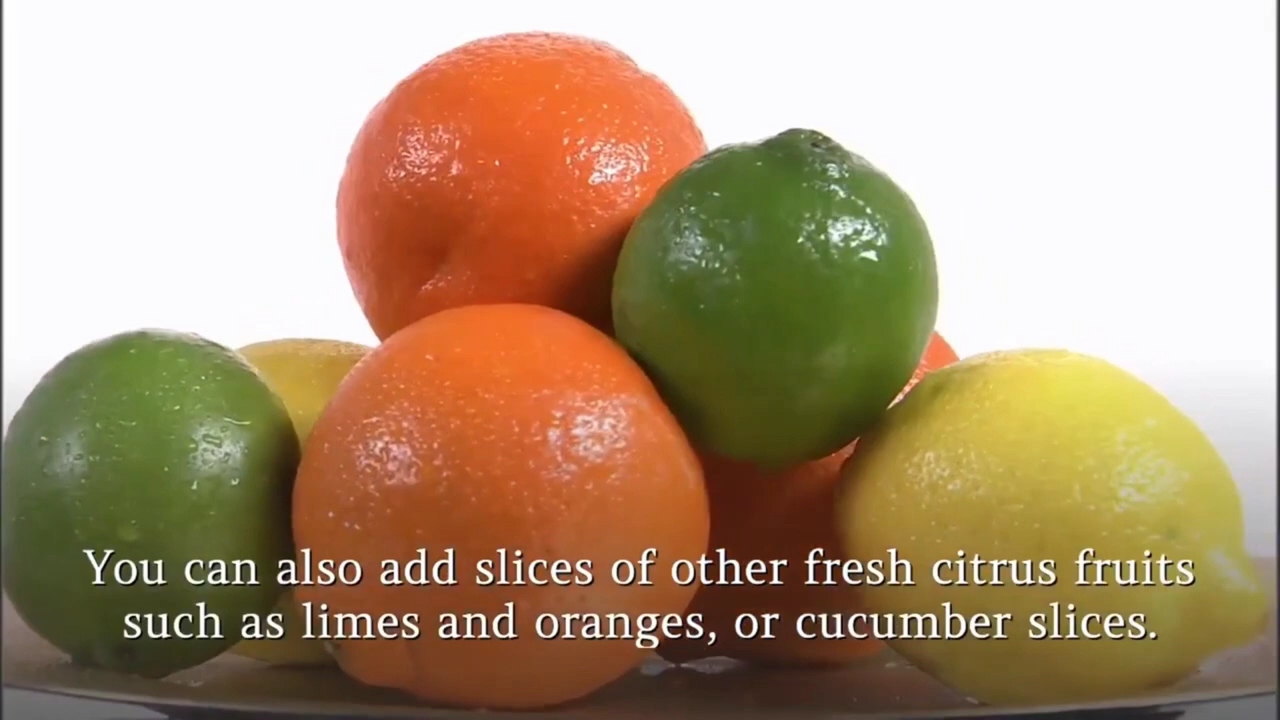 You can also add slices of other fresh citrus fruits
such as limes and oranges, or cucumber slices.